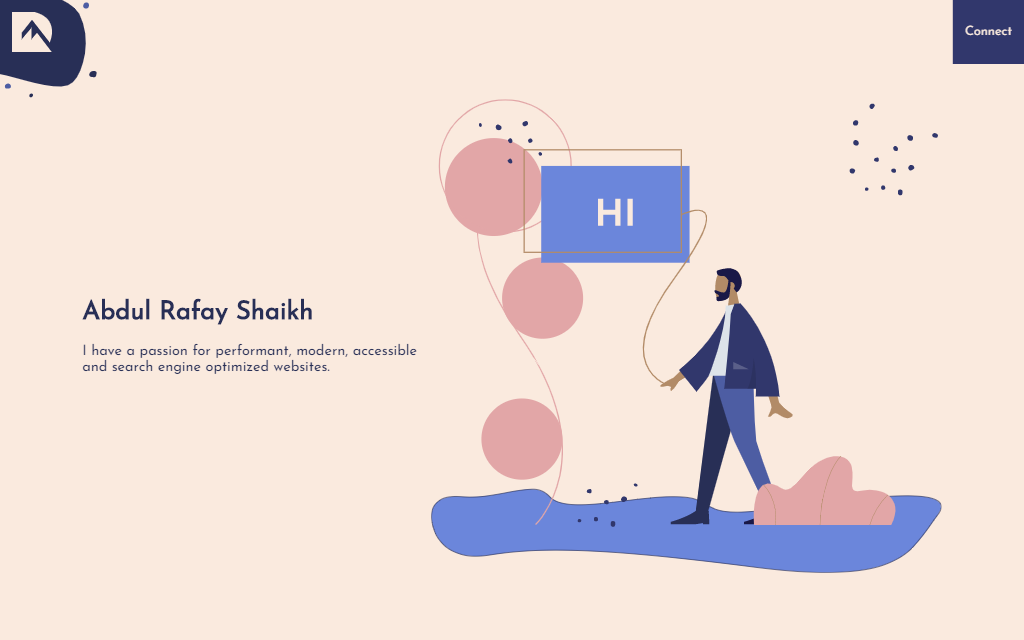 Connect
HI
Abdul Rafay Shaikh
I have a passion for performant, modern, accessible
and search engine optimized websites.